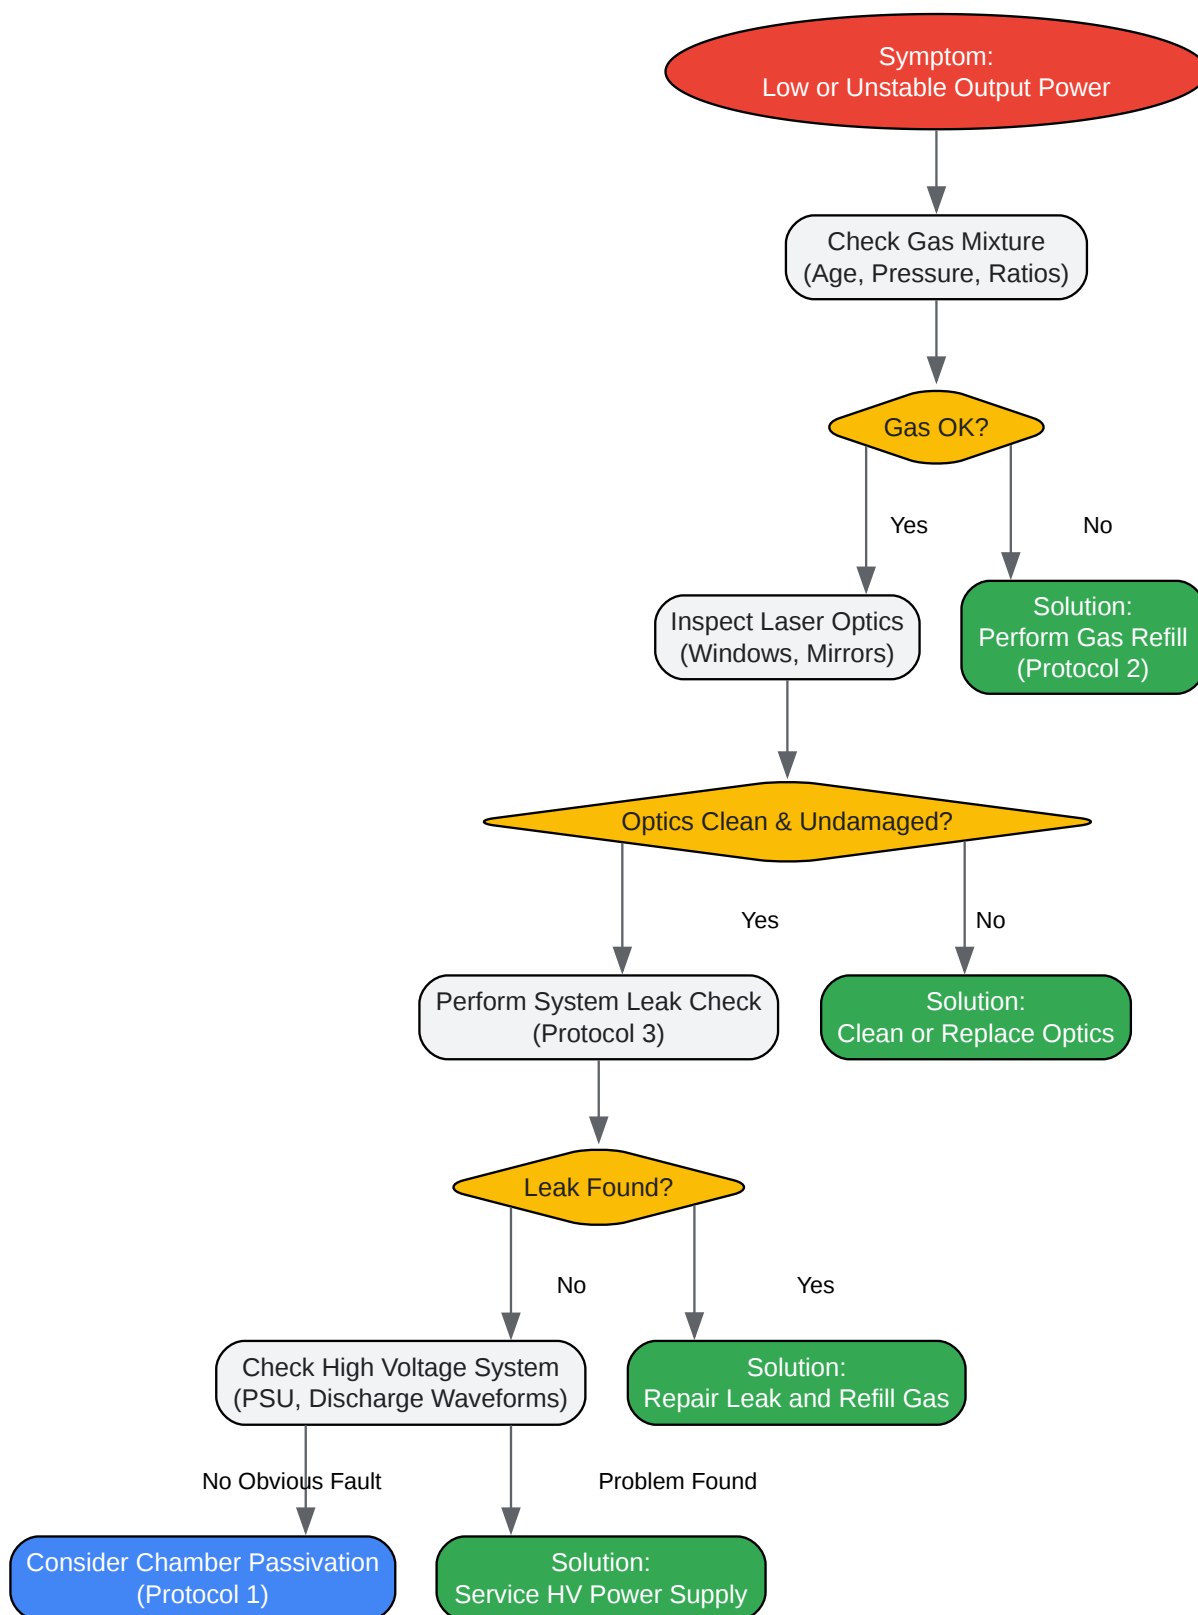 Symptom:
Low or Unstable Output Power
Check Gas Mixture
(Age, Pressure, Ratios)
Gas OK?
Yes
No
Inspect Laser Optics
(Windows, Mirrors)
Solution:
Perform Gas Refill
(Protocol 2)
Optics Clean & Undamaged?
Yes
No
Perform System Leak Check
(Protocol 3)
Solution:
Clean or Replace Optics
Leak Found?
No
Yes
Check High Voltage System
(PSU, Discharge Waveforms)
Solution:
Repair Leak and Refill Gas
No Obvious Fault
Problem Found
Consider Chamber Passivation
(Protocol 1)
Solution:
Service HV Power Supply